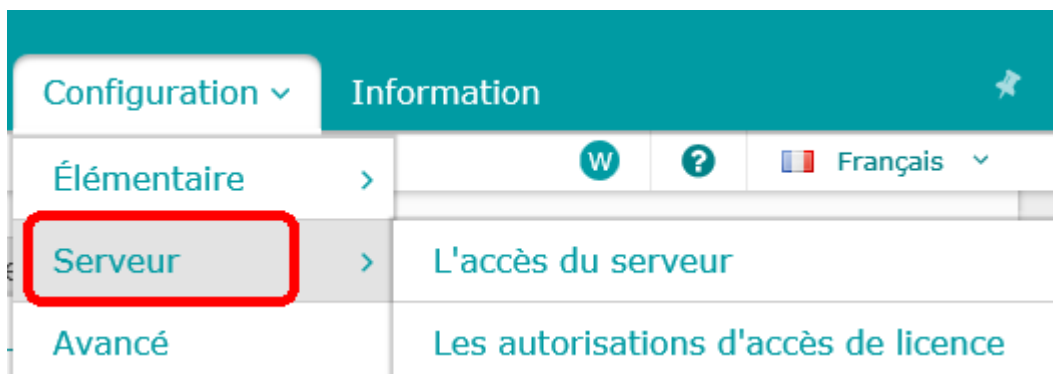 Configuration Information
W ? Français
Élémentaire
Serveur L'accès du serveur
Avancé Les autorisations d'accès de licence